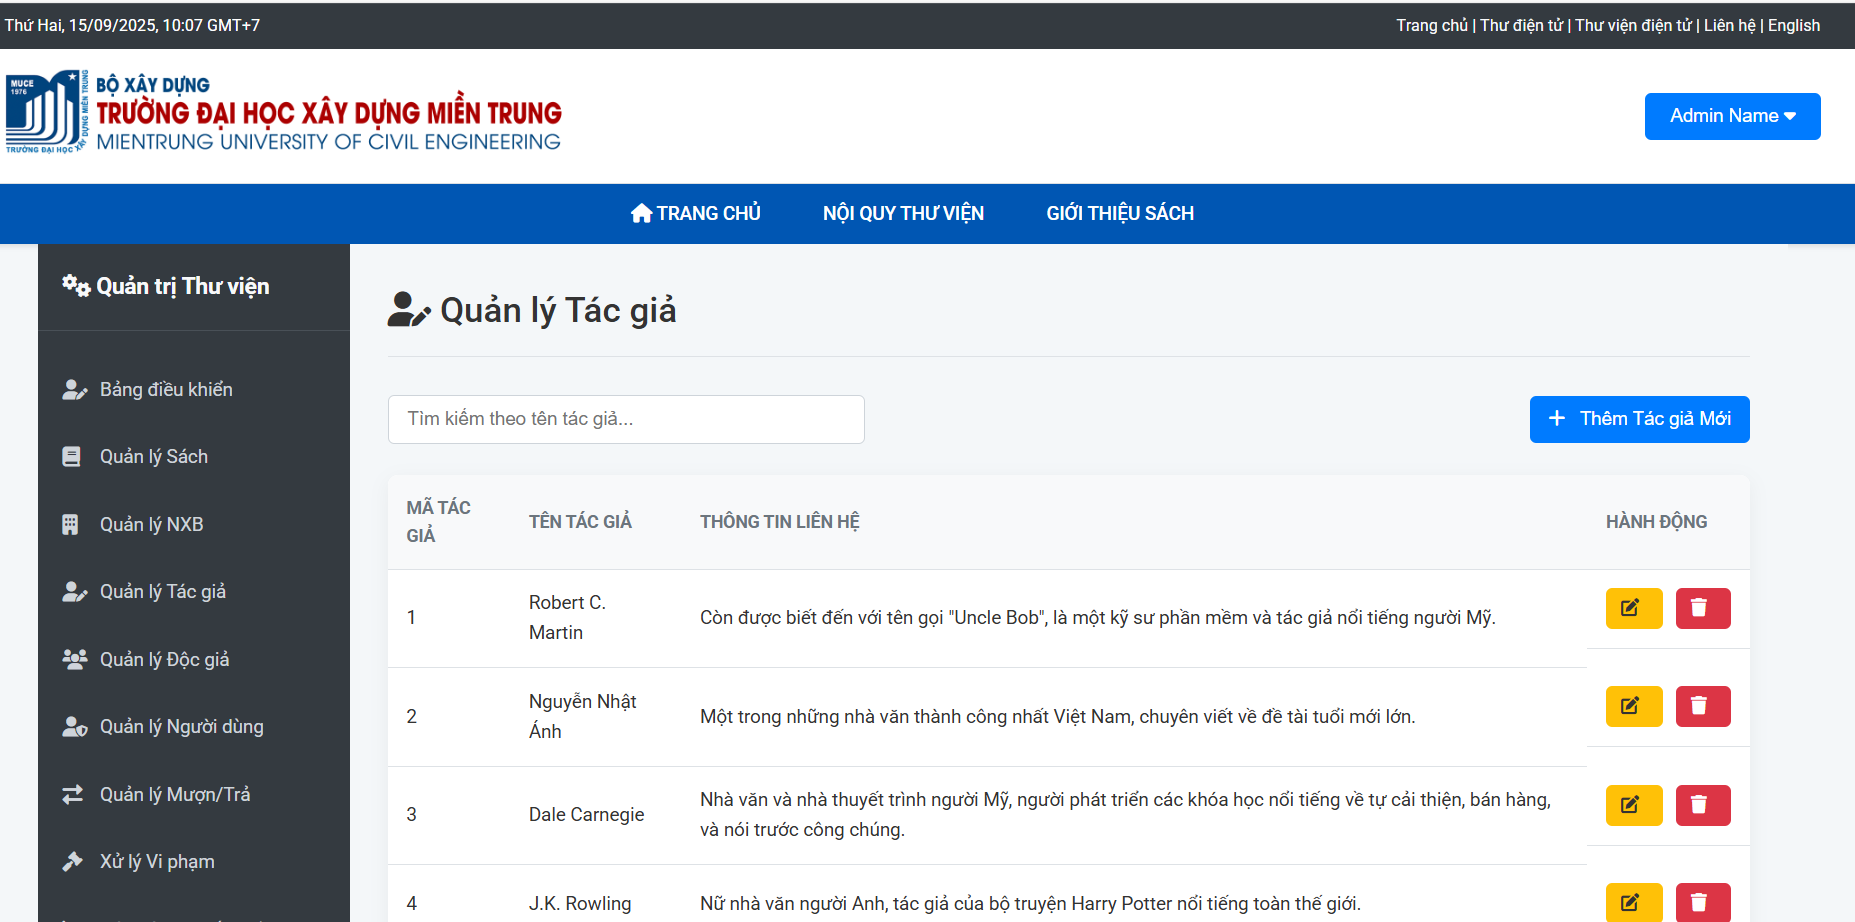 Thứ Hai, 15/09/2025, 10:07 GMT+7
Trang chủ | Thư điện tử | Thư viện điện tử | Liên hệ | English
MUCE
1976
TRƯỜNG ĐẠI HỌC XÂY DỰNG MIỀN TRUNG
BỘ XÂY DỰNG
TRƯỜNG ĐẠI HỌC XÂY DỰNG MIỀN TRUNG
MIENTRUNG UNIVERSITY OF CIVIL ENGINEERING
Admin Name
TRANG CHỦ
NỘI QUY THƯ VIỆN
GIỚI THIỆU SÁCH
Quản trị Thư viện
Bảng điều khiển
Quản lý Sách
Quản lý NXB
Quản lý Tác giả
Quản lý Độc giả
Quản lý Người dùng
Quản lý Mượn/Trả
Xử lý Vi phạm
Quản lý Tác giả
Tìm kiếm theo tên tác giả...
Thêm Tác giả Mới
MÃ TÁC
GIẢ
TÊN TÁC GIẢ
THÔNG TIN LIÊN HỆ
HÀNH ĐỘNG
1
Robert C.
Martin
Còn được biết đến với tên gọi "Uncle Bob", là một kỹ sư phần mềm và tác giả nổi tiếng người Mỹ.
2
Nguyễn Nhật
Ánh
Một trong những nhà văn thành công nhất Việt Nam, chuyên viết về đề tài tuổi mới lớn.
3
Dale Carnegie
Nhà văn và nhà thuyết trình người Mỹ, người phát triển các khóa học nổi tiếng về tự cải thiện, bán hàng,
và nói trước công chúng.
4
J.K. Rowling
Nữ nhà văn người Anh, tác giả của bộ truyện Harry Potter nổi tiếng toàn thế giới.